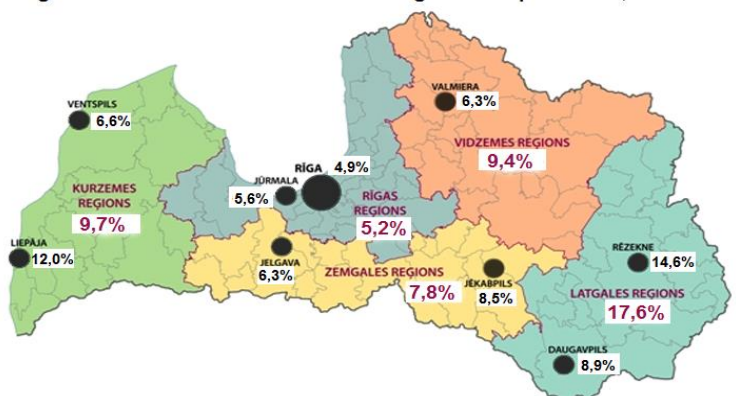 VENTSPILS
6,6%
VALMIERA
6,3%
VIDZEMES REGIONS
9,4%
RĪGA
4,9%
JŪRMALA
5,6%
RĪGAS
REGIONS
5,2%
KURZEMES
REĢIONS
9,7%
LIEPĀJA
12,0%
JELGAVA
6,3%
ZEMGALES REGIONS
7,8%
JĒKABPILS
8,5%
RĒZEKNE
14,6%
LATGALES REGIONS
17,6%
DAUGAVPILS
8,9%